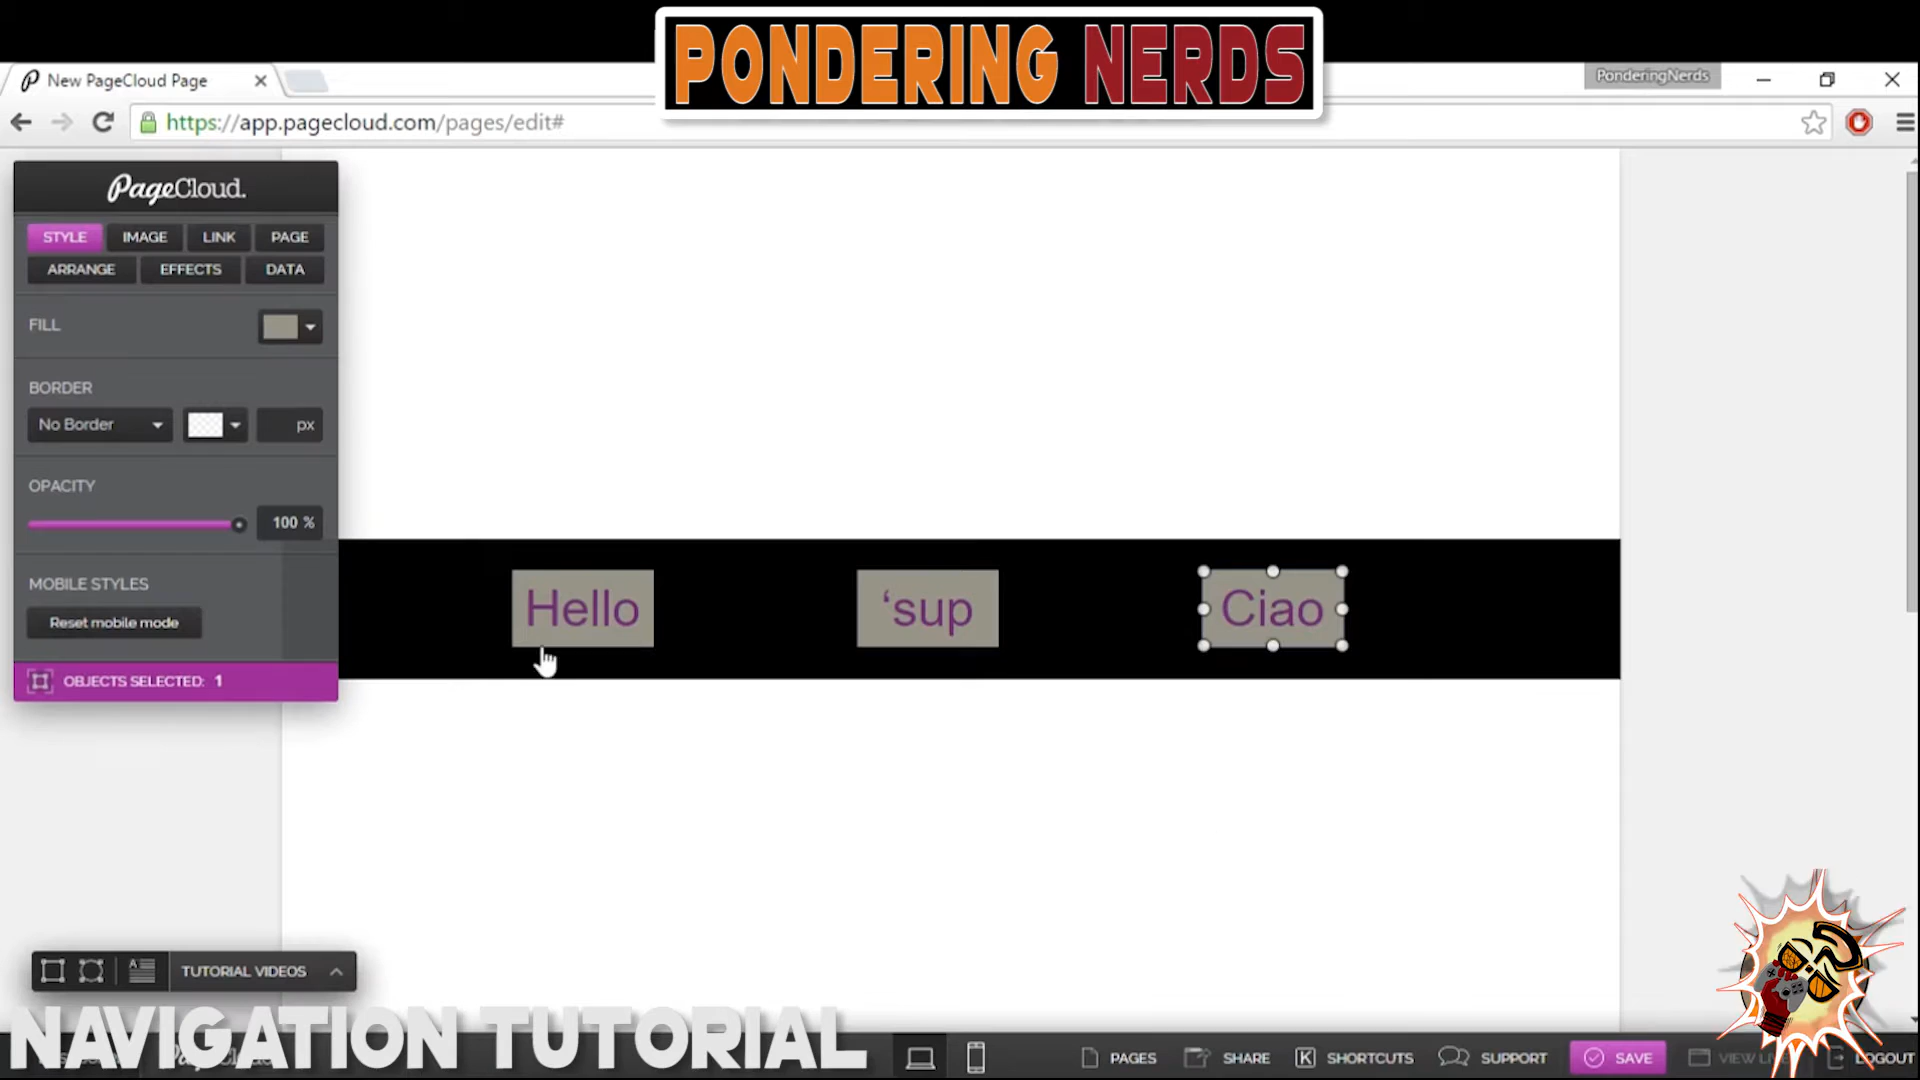 PONDERING NERDS
New PageCloud Page
PonderingNerds
https://app.pagecloud.com/pages/edit#
PageCloud.
STYLE IMAGE LINK PAGE
ARRANGE EFFECTS DATA
FILL
BORDER
No Border px
OPACITY
100 %
MOBILE STYLES
Reset mobile mode
OBJECTS SELECTED: 1
Hello ‘sup Ciao
TUTORIAL VIDEOS
NAVIGATION TUTORIAL
PAGES SHARE K SHORTCUTS SUPPORT SAVE VIEW LOGOUT